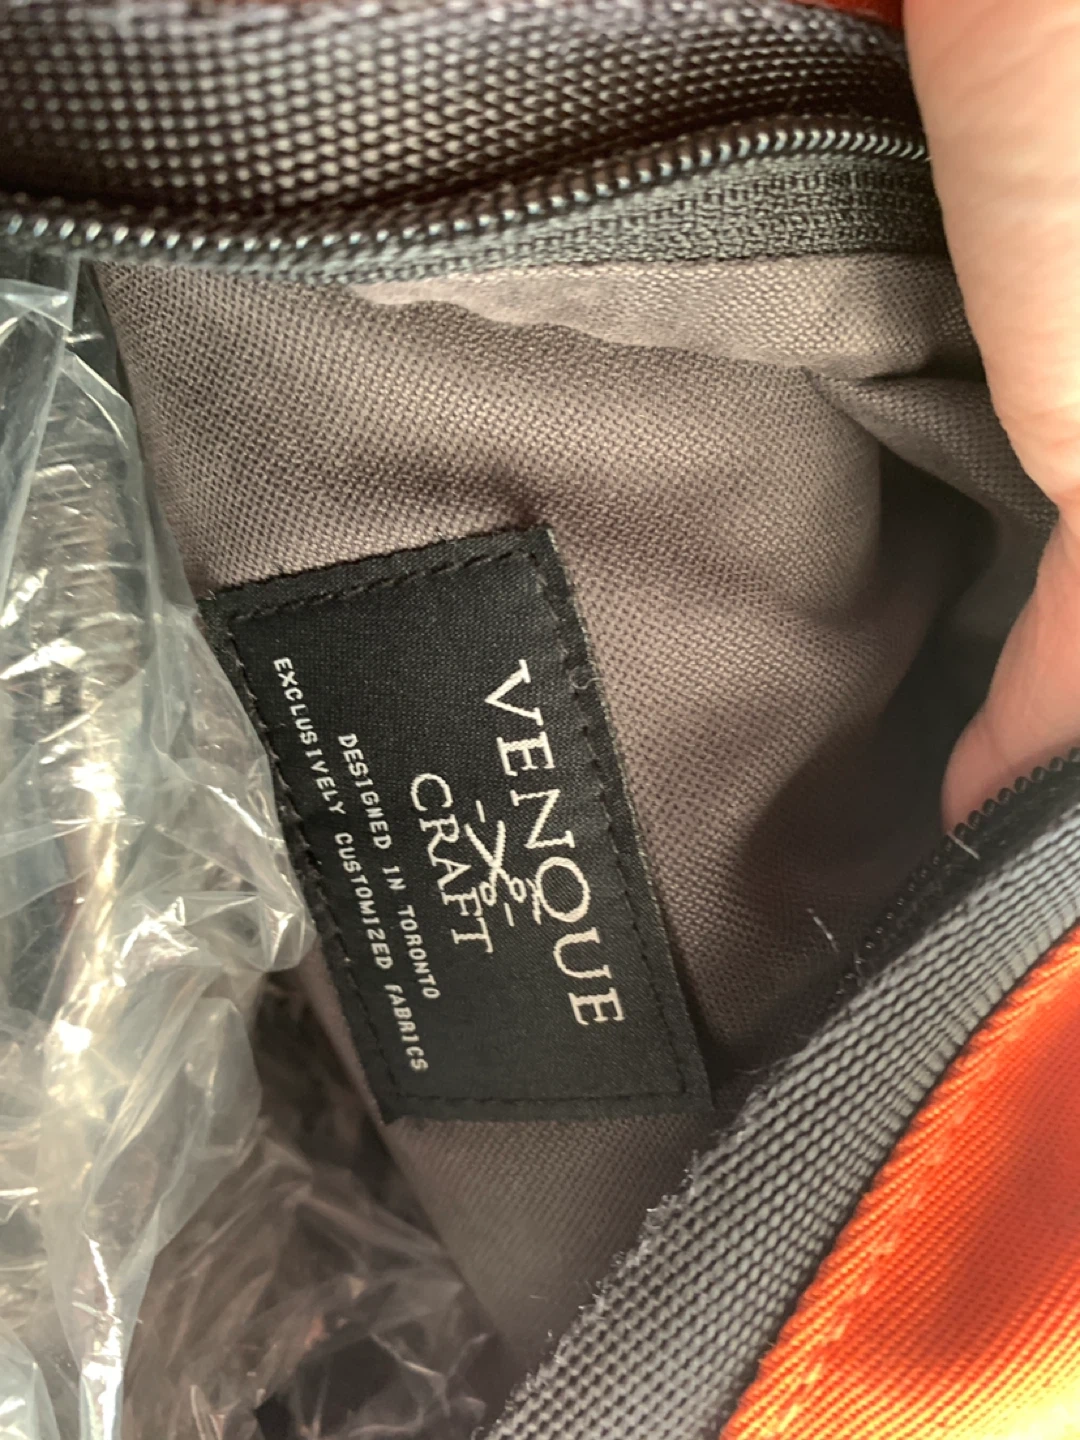 VENQUE
CRAFT
DESIGNED IN TORONTO
EXCLUSIVELY CUSTOMIZED FABRICS